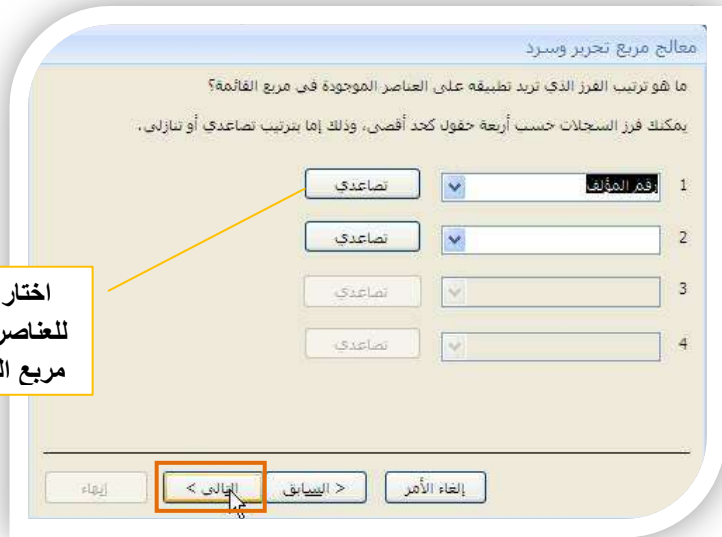 معالج مربع تحرير وسرد
ما هو ترتيب الفرز الذي تريد تطبيقه على العناصر الموجودة في مربع القائمة؟
يمكنك فرز السجلات حسب أربعة حقول كحد أقصى، وذلك إما بترتيب تصاعدي أو تنازلي.
1 رقم المؤلف تصاعدي
2 تصاعدي
3 تصاعدي
4 تصاعدي
اختار
للعناصر
مربع
إلغاء الأمر < السابق التالي > إنهاء